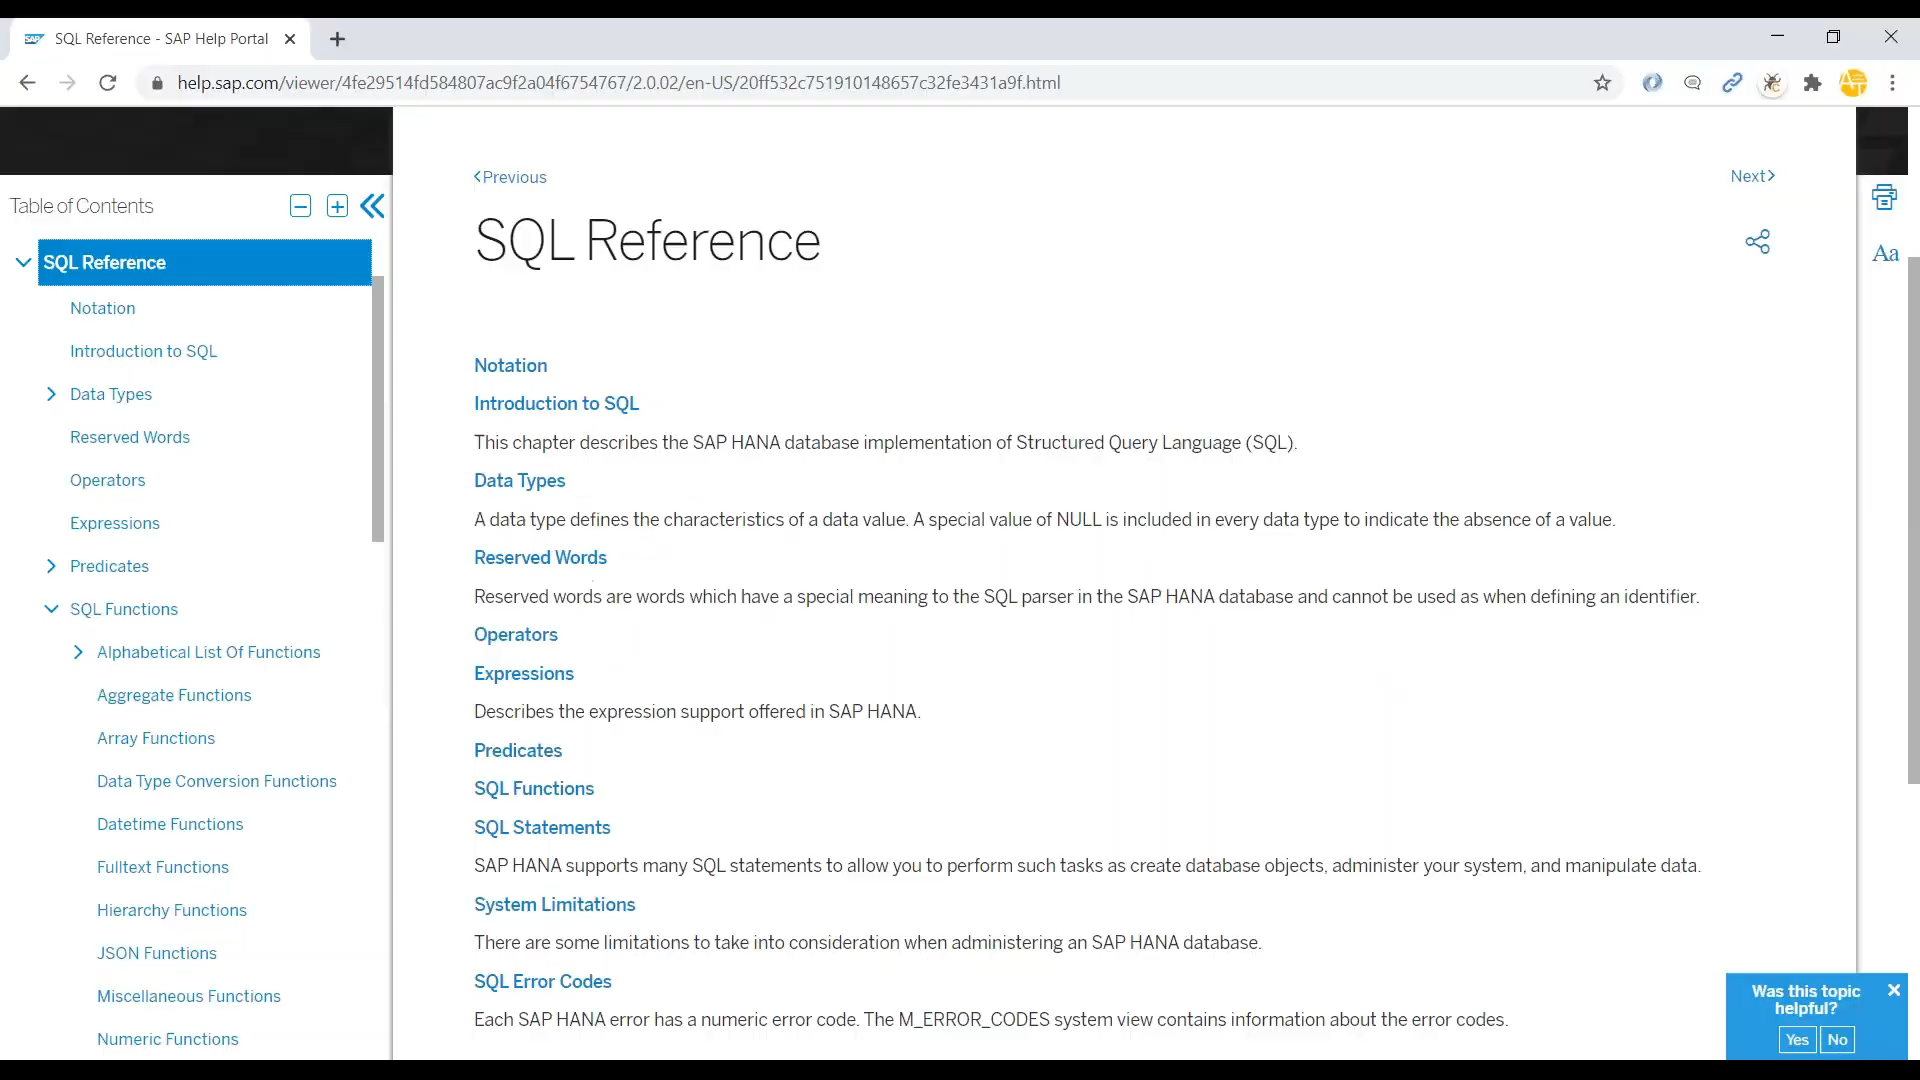 SAP SQL Reference - SAP Help Portal
help.sap.com/viewer/4fe29514fd584807ac9f2a04f6754767/2.0.02/en-US/20ff532c751910148657c32fe3431a9f.html
Table of Contents
SQL Reference
Notation
Introduction to SQL
Data Types
Reserved Words
Operators
Expressions
Predicates
SQL Functions
Alphabetical List Of Functions
Aggregate Functions
Array Functions
Data Type Conversion Functions
Datetime Functions
Fulltext Functions
Hierarchy Functions
JSON Functions
Miscellaneous Functions
Numeric Functions
Previous
Next
SQL Reference
Notation
Introduction to SQL
This chapter describes the SAP HANA database implementation of Structured Query Language (SQL).
Data Types
A data type defines the characteristics of a data value. A special value of NULL is included in every data type to indicate the absence of a value.
Reserved Words
Reserved words are words which have a special meaning to the SQL parser in the SAP HANA database and cannot be used as when defining an identifier.
Operators
Expressions
Describes the expression support offered in SAP HANA.
Predicates
SQL Functions
SQL Statements
SAP HANA supports many SQL statements to allow you to perform such tasks as create database objects, administer your system, and manipulate data.
System Limitations
There are some limitations to take into consideration when administering an SAP HANA database.
SQL Error Codes
Each SAP HANA error has a numeric error code. The M_ERROR_CODES system view contains information about the error codes.
Aa
Was this topic
helpful?
Yes No